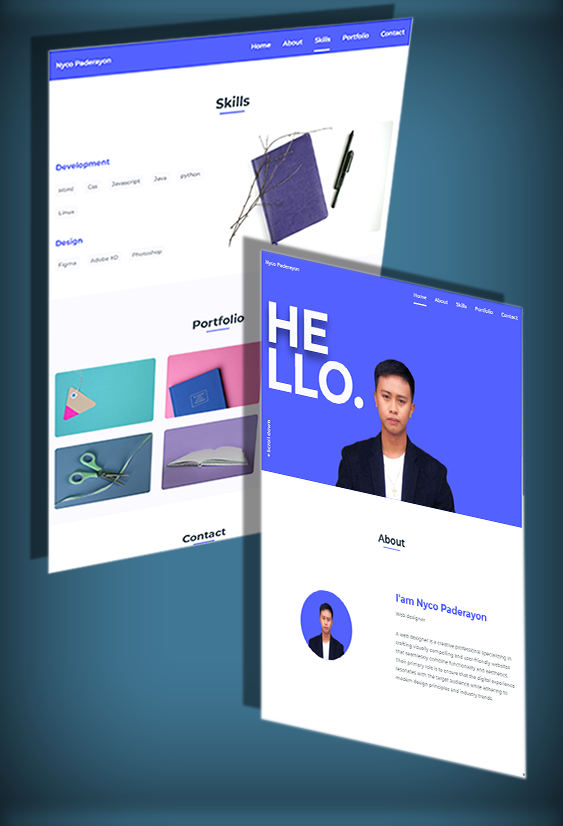 Nyco Paderayon
Home About Skills Portfolio Contact
Skills
Development
Html Css Javascript Java python
Linux
Design
Figma Adobe XD Photoshop
Portfolio
Contact
Nyco Paderayon
Home About Skills Portfolio Contact
HE
LLO.
Scroll down
About
I'am Nyco Paderayon
Web designer
A web designer is a creative professional specializing in
crafting visually compelling and user-friendly websites
that seamlessly combine functionality and aesthetics.
Their primary role is to ensure that the digital experience
resonates with the target audience while adhering to
modern design principles and industry trends.